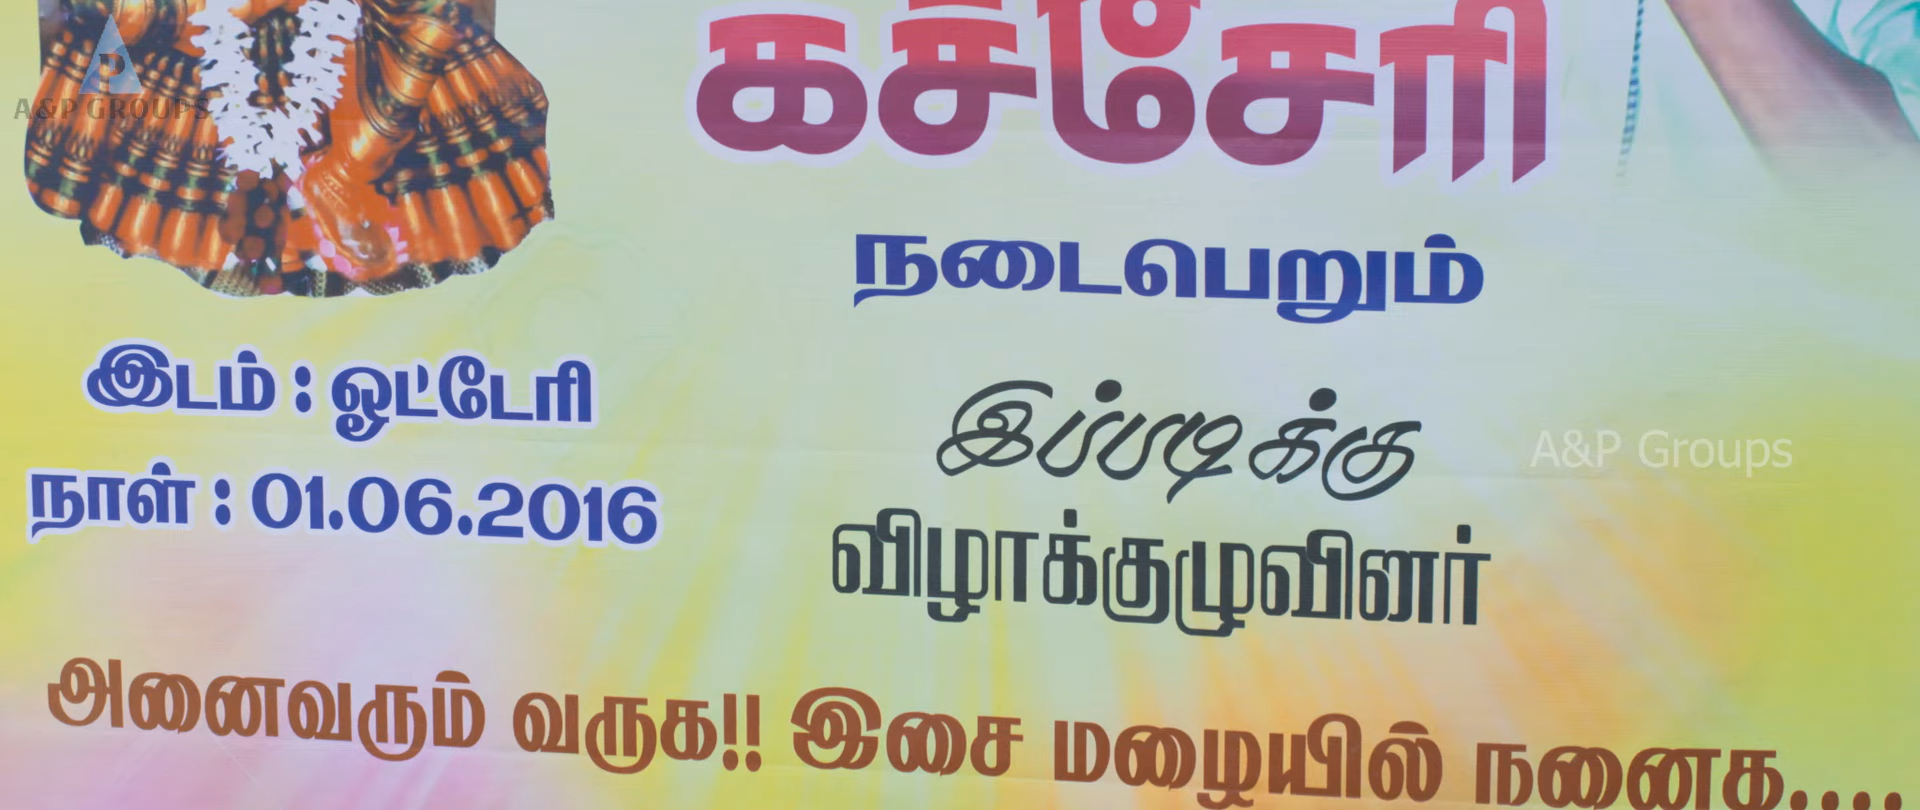 A&P GROUPS
கச்சேரி
நடைபெறும்
இடம் : ஓட்டேரி
நாள் : 01.06.2016
இப்படிக்கு
விழாக்குழுவினர்
A&P Groups
அனைவரும் வருக!! இசை மழையில் நனைக....